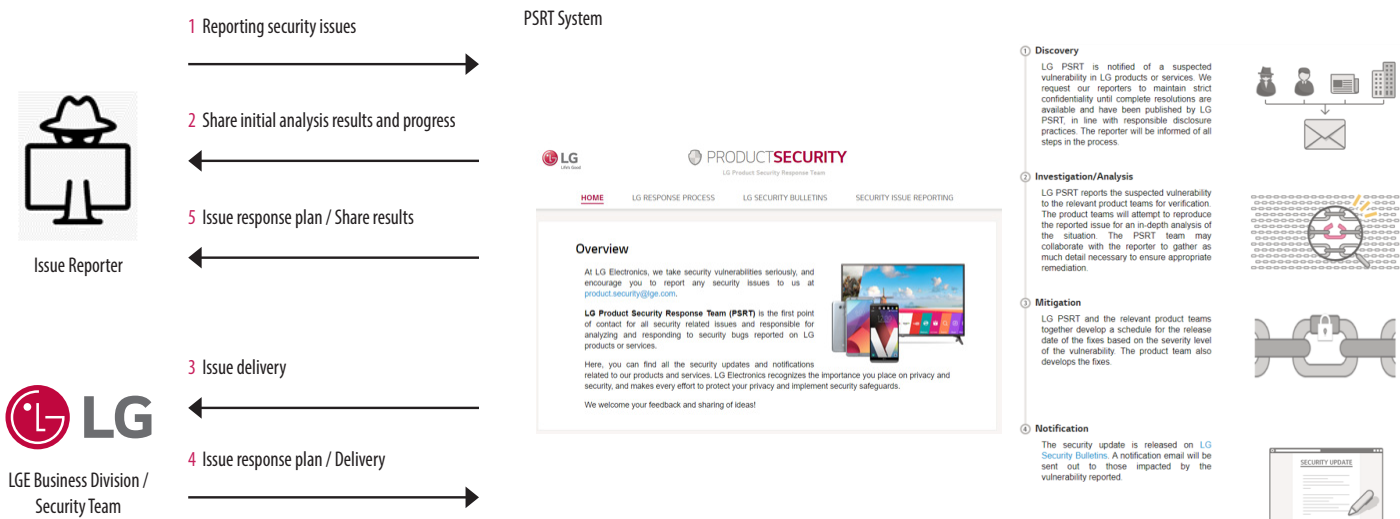 1 Reporting security issues
2 Share initial analysis results and progress
5 Issue response plan / Share results
Issue Reporter
3 Issue delivery
LG
4 Issue response plan / Delivery
LGE Business Division /
Security Team
PSRT System
LG
Life's Good
PRODUCTSECURITY
LG Product Security Response Team
HOME LG RESPONSE PROCESS LG SECURITY BULLETINS SECURITY ISSUE REPORTING
Overview
At LG Electronics, we take security vulnerabilities seriously, and
encourage you to report any security issues to us at
product.security@lge.com.
LG Product Security Response Team (PSRT) is the first point
of contact for all security related issues and responsible for
analyzing and responding to security bugs reported on LG
products or services.
Here, you can find all the security updates and notifications
related to our products and services. LG Electronics recognizes the importance you place on privacy and
security, and makes every effort to protect your privacy and implement security safeguards.
We welcome your feedback and sharing of ideas!
1 Discovery
LG PSRT is notified of a suspected
vulnerability in LG products or services. We
request our reporters to maintain strict
confidentiality until complete resolutions are
available and have been published by LG
PSRT, in line with responsible disclosure
practices. The reporter will be informed of all
steps in the process.
2 Investigation/Analysis
LG PSRT reports the suspected vulnerability
to the relevant product teams for verification.
The product teams will attempt to reproduce
the reported issue for an in-depth analysis of
the situation. The PSRT team may
collaborate with the reporter to gather as
much detail necessary to ensure appropriate
remediation.
3 Mitigation
LG PSRT and the relevant product teams
together develop a schedule for the release
date of the fixes based on the severity level
of the vulnerability. The product team also
develops the fixes.
4 Notification
The security update is released on LG
Security Bulletins. A notification email will be
sent out to those impacted by the
vulnerability reported.
SECURITY UPDATE